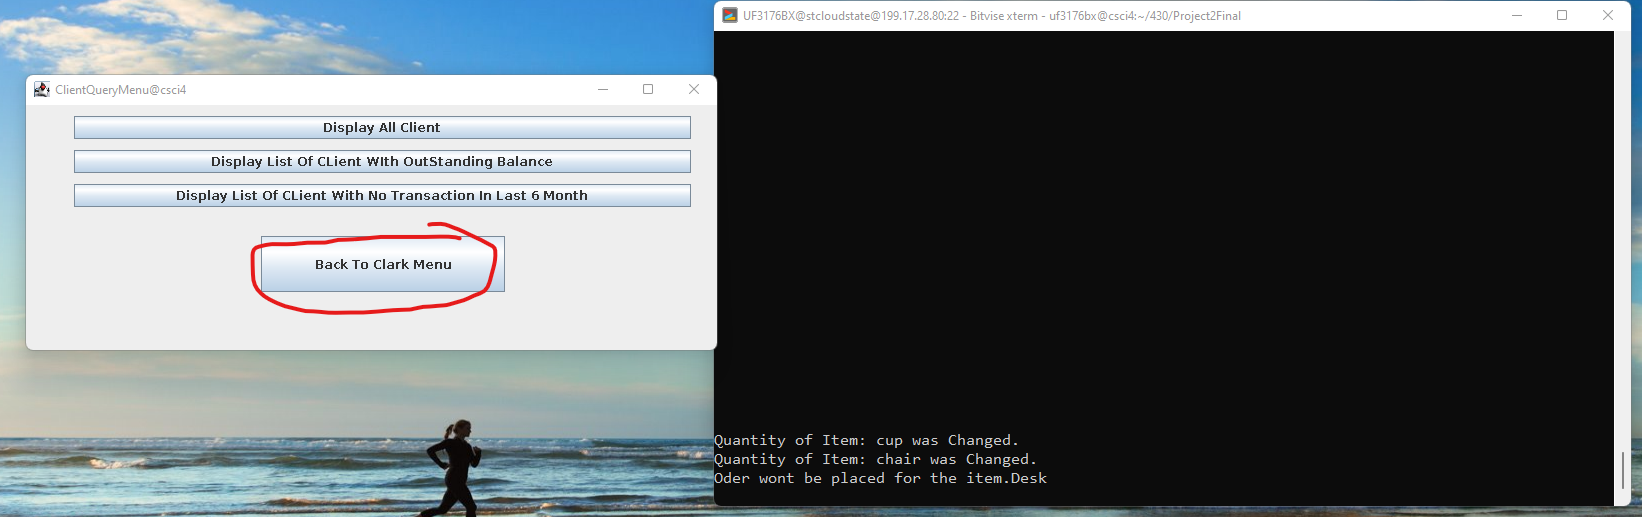 ClientQueryMenu@csci4
Display All Client
Display List Of CLient WIth OutStanding Balance
Display List Of CLient With No Transaction In Last 6 Month
Back To Clark Menu
UF3176BX@stcloudstate@199.17.28.80:22 - Bitvise xterm - uf3176bx@csci4:~/430/Project2Final
Quantity of Item: cup was Changed.
Quantity of Item: chair was Changed.
Oder wont be placed for the item.Desk